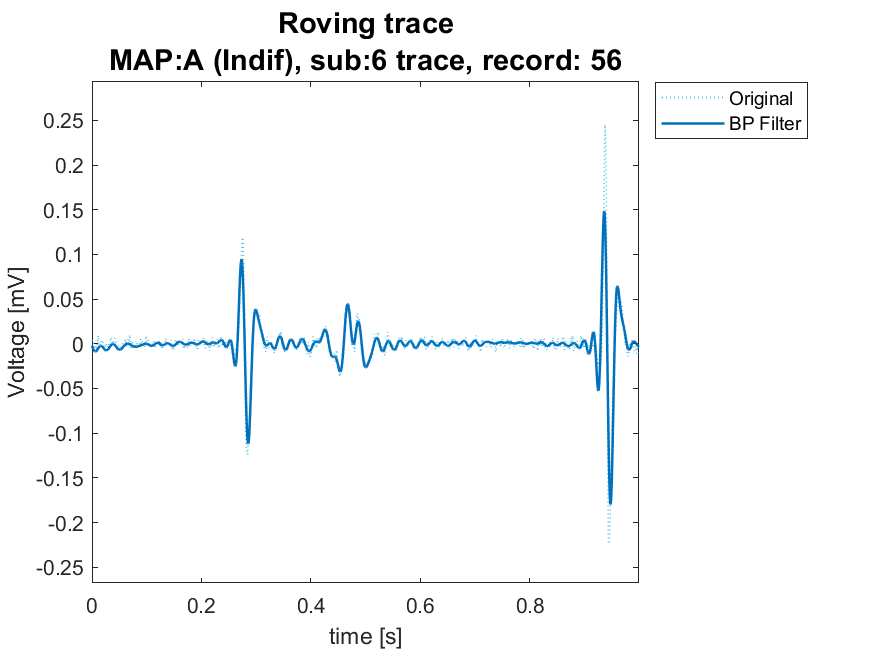 Roving trace
MAP:A (Indif), sub:6 trace, record: 56
Original
BP Filter
0.25
0.2
0.15
0.1
0.05
0
-0.05
-0.1
-0.15
-0.2
-0.25
Voltage [mV]
0 0.2 0.4 0.6 0.8
time [s]